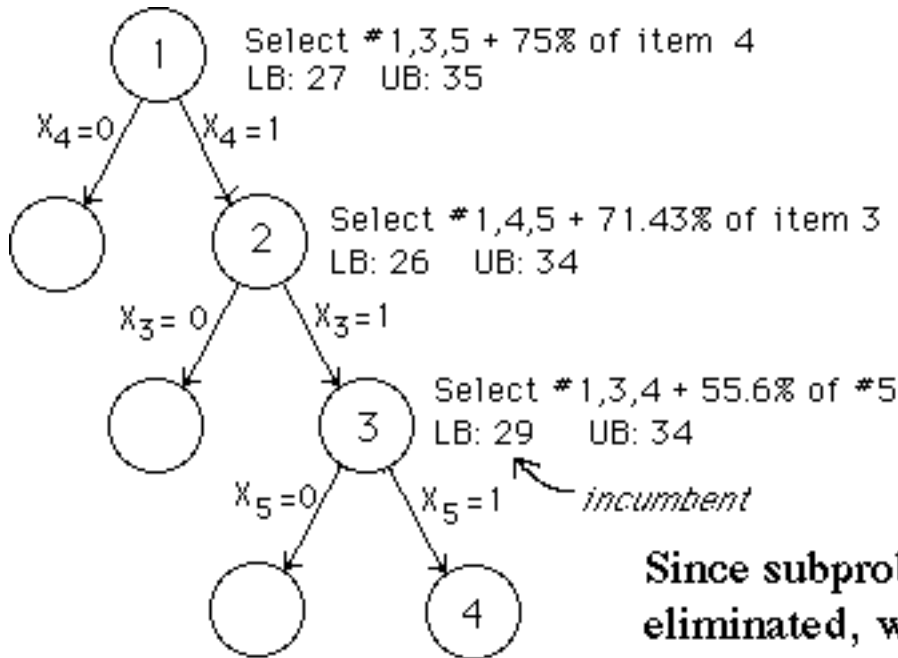 1
Select #1,3,5 + 75% of item 4
LB: 27 UB: 35
X4=0
X4=1
2
Select #1,4,5 + 71.43% of item 3
LB: 26 UB: 34
X3= 0
X3=1
3
Select #1,3,4 + 55.6% of #5
LB: 29 UB: 34
incumbent
X5=0
X5=1
4
Since subprob
eliminated, w